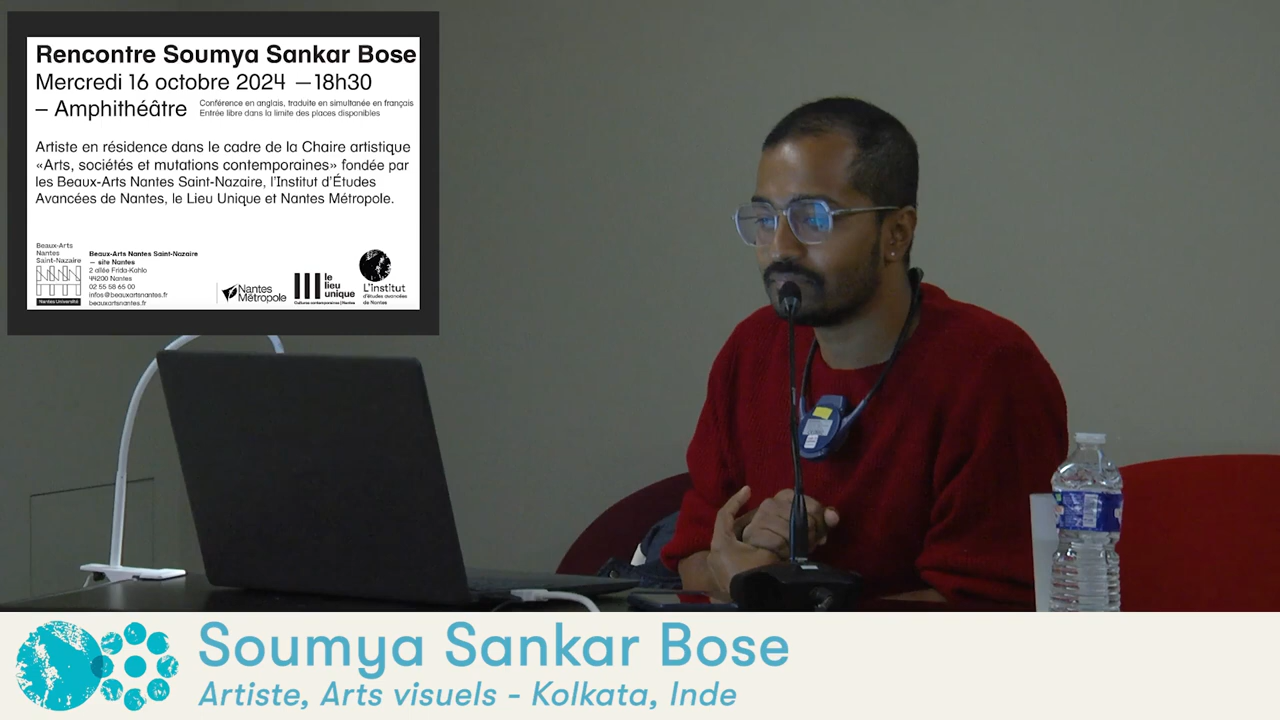 Rencontre Soumya Sankar Bose
Mercredi 16 octobre 2024 —18h30
— Amphithéâtre
Conférence en anglais, traduite en simultanée en français
Entrée libre dans la limite des places disponibles
Artiste en résidence dans le cadre de la Chaire artistique
«Arts, sociétés et mutations contemporaines» fondée par
les Beaux-Arts Nantes Saint-Nazaire, l'Institut d'Études
Avancées de Nantes, le Lieu Unique et Nantes Métropole.
Beaux-Arts
Nantes
Saint-Nazaire
Nantes Université
Beaux-Arts Nantes Saint-Nazaire
— site Nantes
2 allée Frida-Kahlo
44200 Nantes
02 55 58 65 00
infos@beauxartsnantes.fr
beauxartsnantes.fr
Nantes
Métropole
le
lieu
unique
Cultures contemporaines | Nantes
L'institut
d'études avancées
de Nantes
Soumya Sankar Bose
Artiste, Arts visuels - Kolkata, Inde